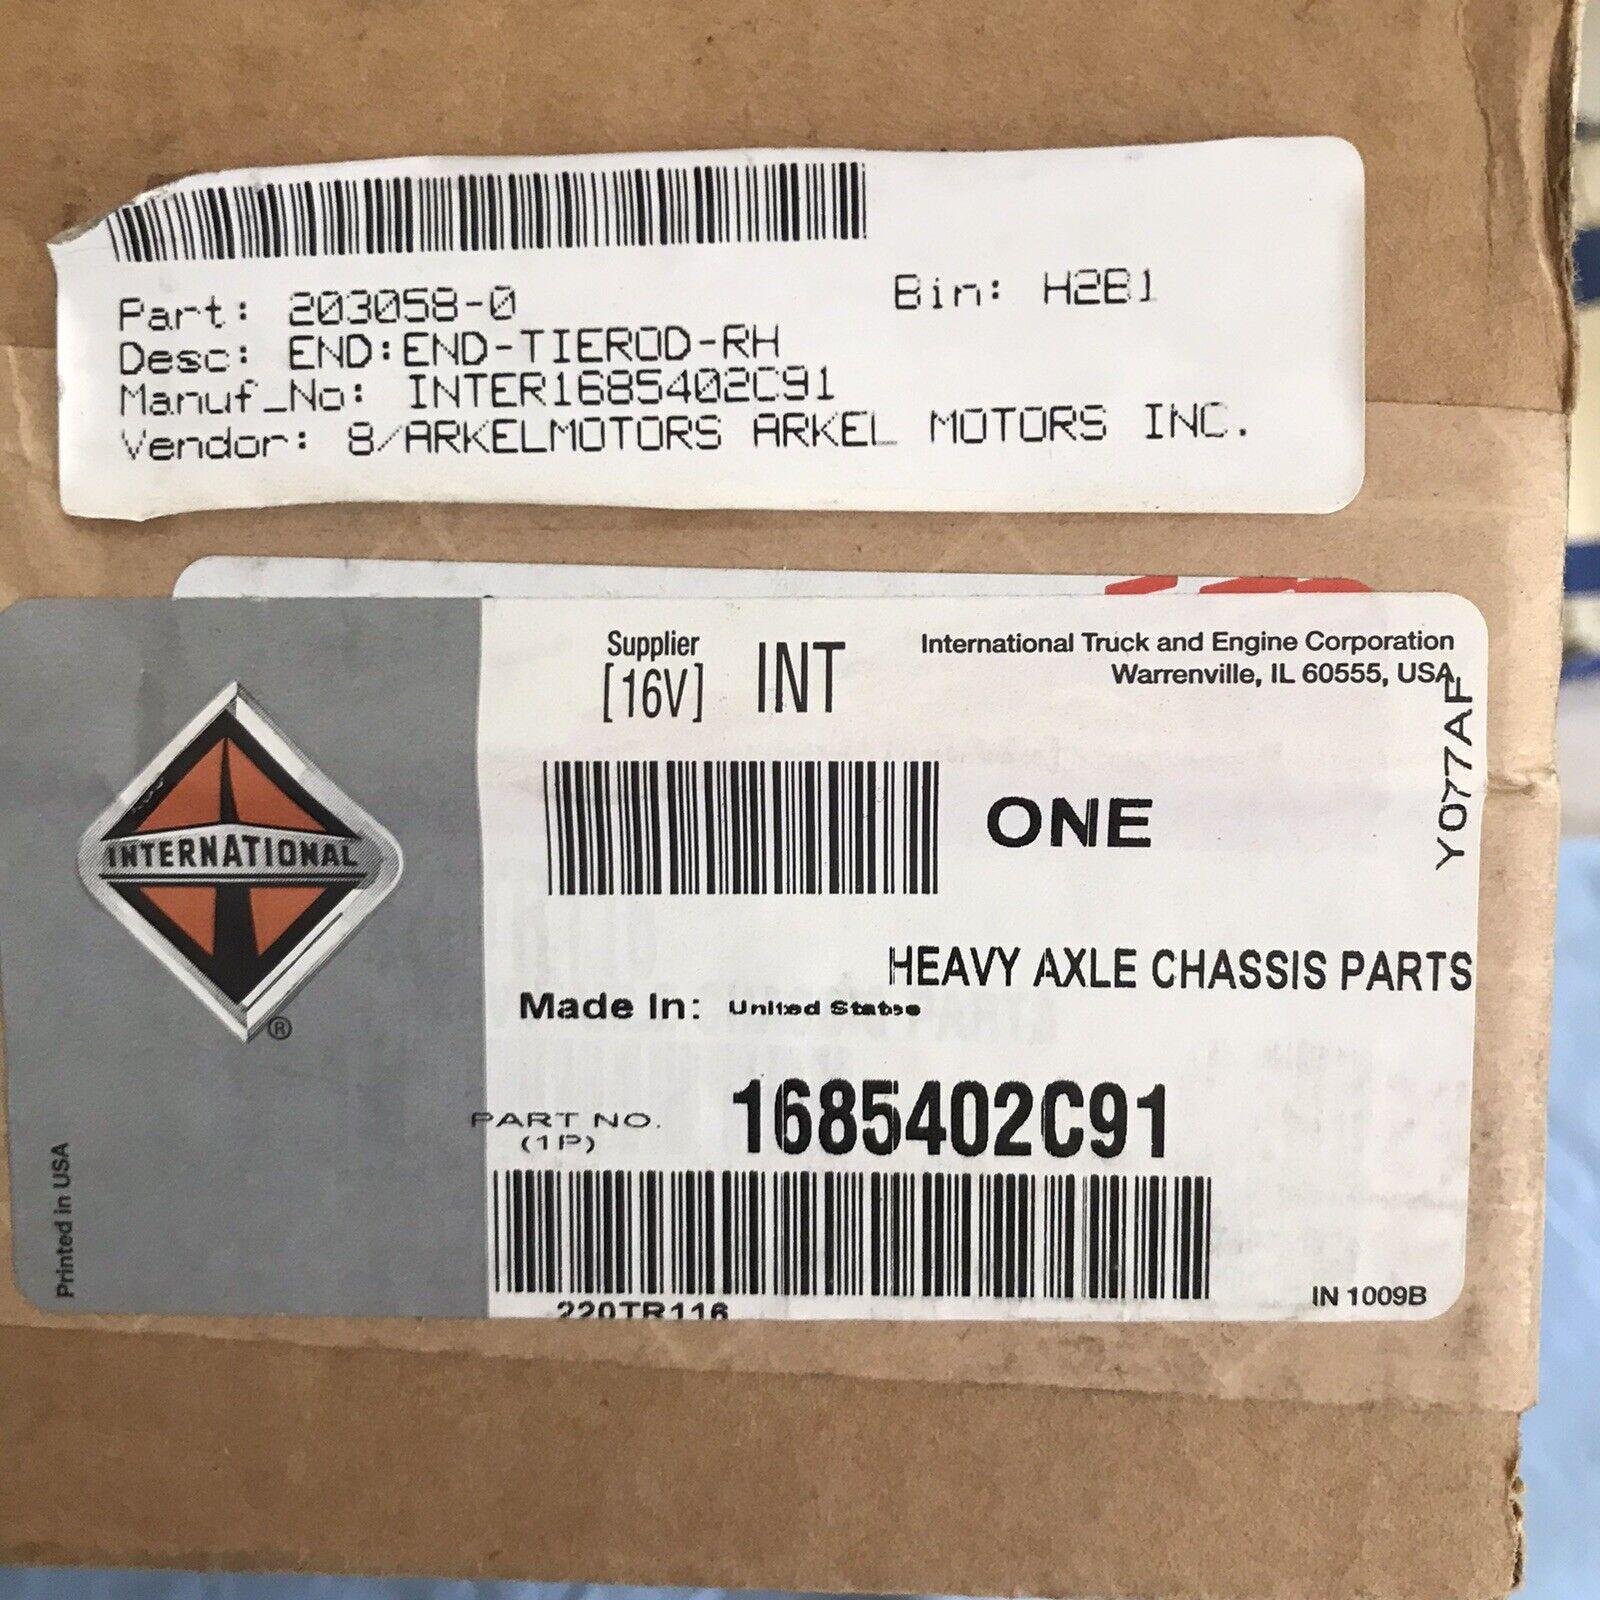 Part: 203058-0 Bin: H2B1
Desc: END:END-TIEROD-RH
Manuf_No: INTER1685402C91
Vendor: 8/ARKELMOTORS ARKEL MOTORS INC.
Supplier
[16V] INT
International Truck and Engine Corporation
Warrenville, IL 60555, USA
Y077AF
ONE
INTERNATIONAL
®
HEAVY AXLE CHASSIS PARTS
Made In: United States
PART NO.
(1P)
1685402C91
Printed in USA
IN 1009B
220TR116